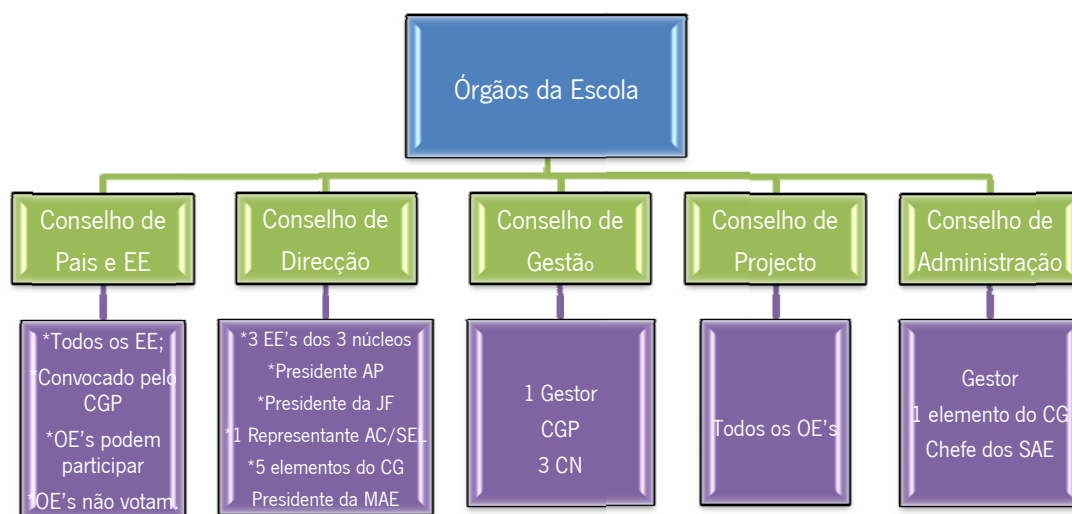 Órgãos da Escola
Conselho de
Pais e EE
Conselho de
Direcção
Conselho de
Gestão
Conselho de
Projecto
Conselho de
Administração
*Todos os EE;
*Convocado pelo
CGP
*OE's podem
participar
*OE's não votam.
*3 EE's dos 3 núcleos
*Presidente AP
*Presidente da JF
*1 Representante AC/SEL
*5 elementos do CG
Presidente da MAE
1 Gestor
CGP
3 CN
Todos os OE's
Gestor
1 elemento do CG
Chefe dos SAE